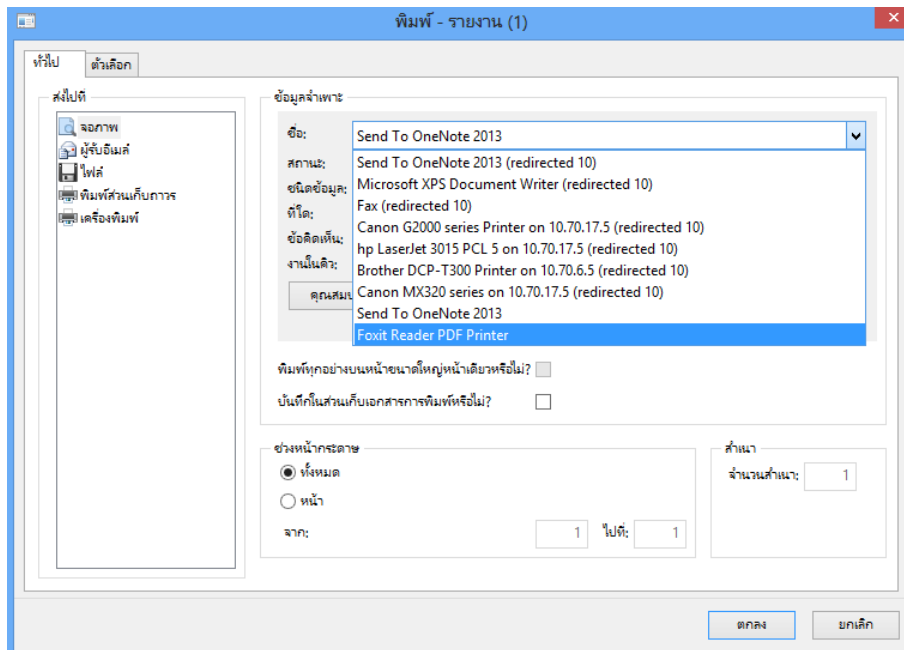 พิมพ์ - รายงาน (1)
ทั่วไป
ตัวเลือก
ส่งไปที่
จอภาพ
ผู้รับอีเมล์
ไฟล์
พิมพ์ส่วนเก็บถาวร
เครื่องพิมพ์
ข้อมูลจำเพาะ
ชื่อ: Send To OneNote 2013
สถานะ: Send To OneNote 2013 (redirected 10)
ชนิดข้อมูล: Microsoft XPS Document Writer (redirected 10)
ที่ใด: Fax (redirected 10)
Canon G2000 series Printer on 10.70.17.5 (redirected 10)
ข้อคิดเห็น: hp LaserJet 3015 PCL 5 on 10.70.17.5 (redirected 10)
งานในคิว: Brother DCP-T300 Printer on 10.70.6.5 (redirected 10)
Canon MX320 series on 10.70.17.5 (redirected 10)
Send To OneNote 2013
Foxit Reader PDF Printer
พิมพ์ทุกอย่างบนหน้าขนาดใหญ่หน้าเดียวหรือไม่?
บันทึกในส่วนเก็บเอกสารการพิมพ์หรือไม่?
ช่วงหน้ากระดาษ
ทั้งหมด
หน้า
จาก: 1 ไปที่: 1
สำเนา
จำนวนสำเนา: 1
ตกลง ยกเลิก